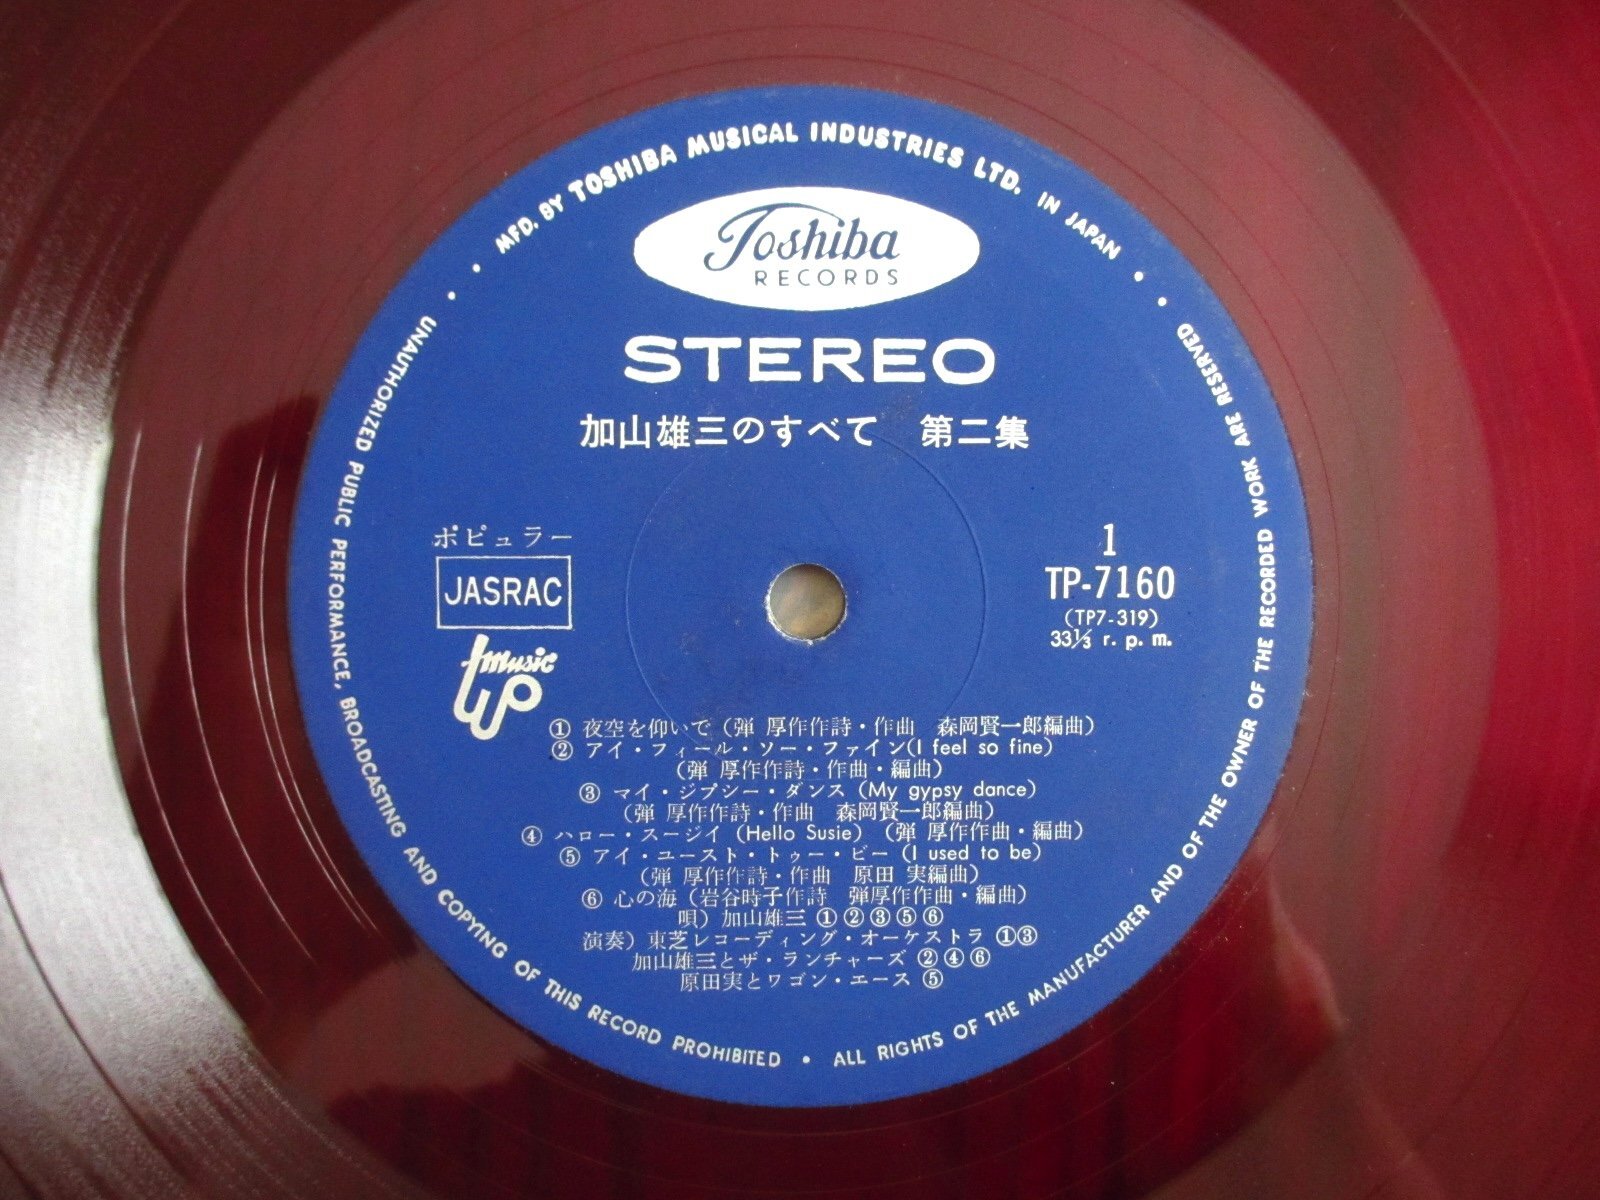 MFD. BY TOSHIBA MUSICAL INDUSTRIES LTD. IN JAPAN
Toshiba
RECORDS
STEREO
加山雄三のすべて 第二集
ポピュラー
JASRAC
music
up
1
TP-7160
(TP7-319)
33⅓ r. p. m.
① 夜空を仰いで (弾 厚作作詩・作曲 森岡賢一郎編曲)
② アイ・フィール・ソー・ファイン(I feel so fine)
(弾 厚作作詩・作曲・編曲)
③ マイ・ジプシー・ダンス (My gypsy dance)
(弾 厚作作詩・作曲 森岡賢一郎編曲)
④ ハロー・スージイ (Hello Susie) (弾 厚作作曲・編曲)
⑤ アイ・ユースト・トゥー・ビー (I used to be)
(弾 厚作作詩・作曲 原田 実編曲)
⑥ 心の海 (岩谷時子作詩 弾厚作作曲・編曲)
唄) 加山雄三 ①②③⑤⑥
演奏) 東芝レコーディング・オーケストラ ①③
加山雄三とザ・ランチャーズ ②④⑥
原田実とワゴン・エース ⑤
UNAUTHORIZED PUBLIC PERFORMANCE, BROADCASTING AND COPYING OF THIS RECORD PROHIBITED • ALL RIGHTS OF THE MANUFACTURER AND OF THE OWNER OF THE RECORDED WORK ARE RESERVED